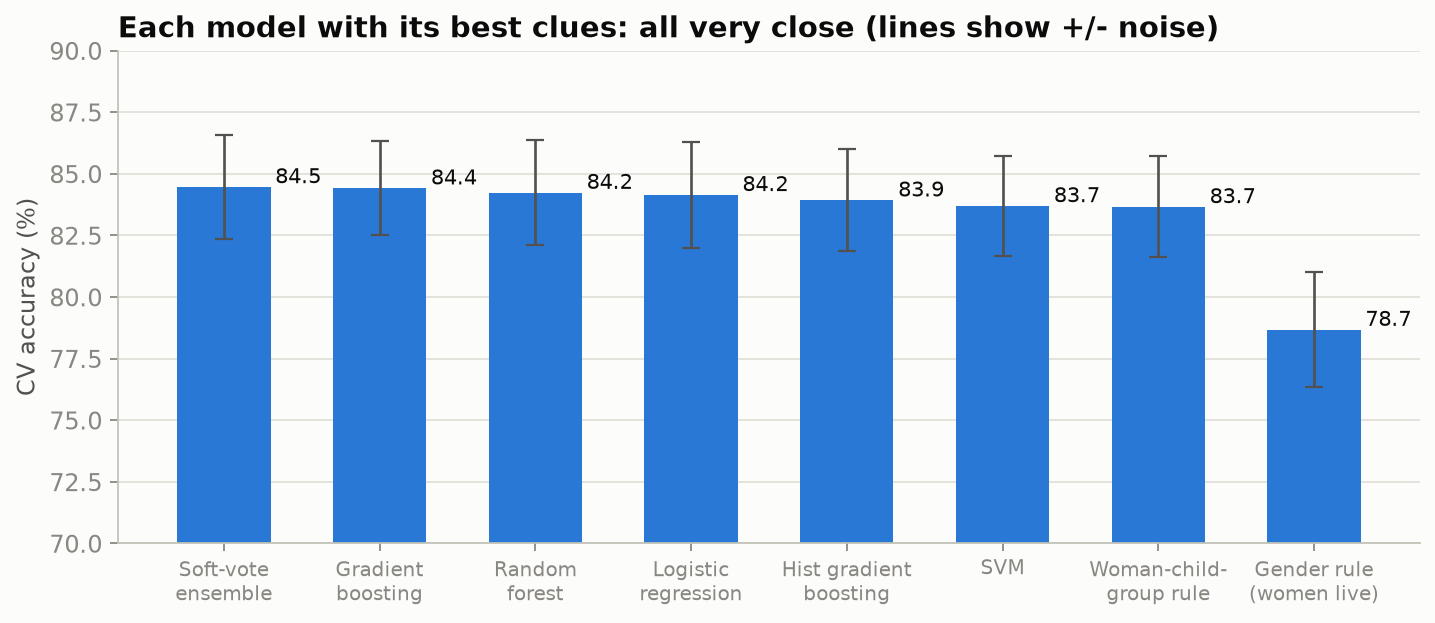 Each model with its best clues: all very close (lines show +/- noise)
CV accuracy (%)
90.0
87.5
85.0
82.5
80.0
77.5
75.0
72.5
70.0
84.5
84.4
84.2
84.2
83.9
83.7
83.7
78.7
Soft-vote
ensemble
Gradient
boosting
Random
forest
Logistic
regression
Hist gradient
boosting
SVM
Woman-child-
group rule
Gender rule
(women live)